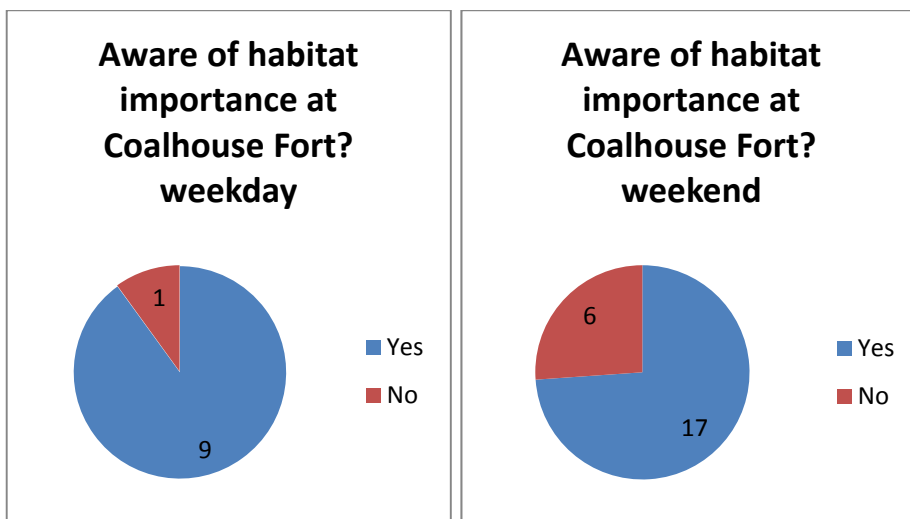 Aware of habitat
importance at
Coalhouse Fort?
weekday
1
9
Yes
No
Aware of habitat
importance at
Coalhouse Fort?
weekend
6
17
Yes
No